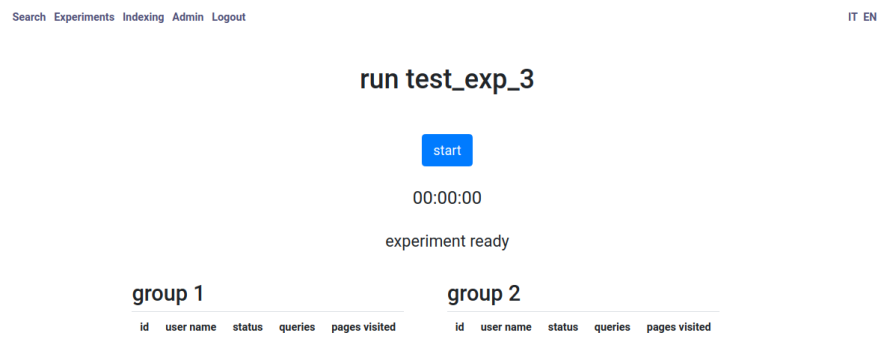 Search Experiments Indexing Admin Logout IT EN
run test_exp_3
start
00:00:00
experiment ready
group 1 group 2
id user name status queries pages visited id user name status queries pages visited